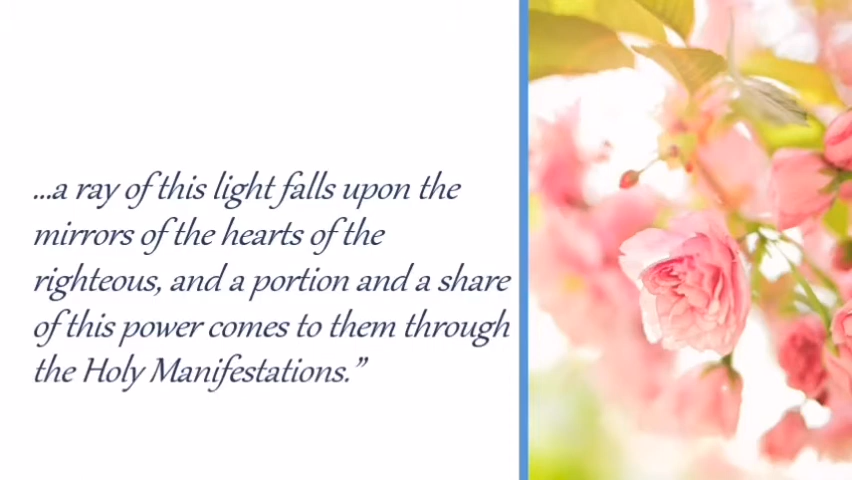 ...a ray of this light falls upon the
mirrors of the hearts of the
righteous, and a portion and a share
of this power comes to them through
the Holy Manifestations.”